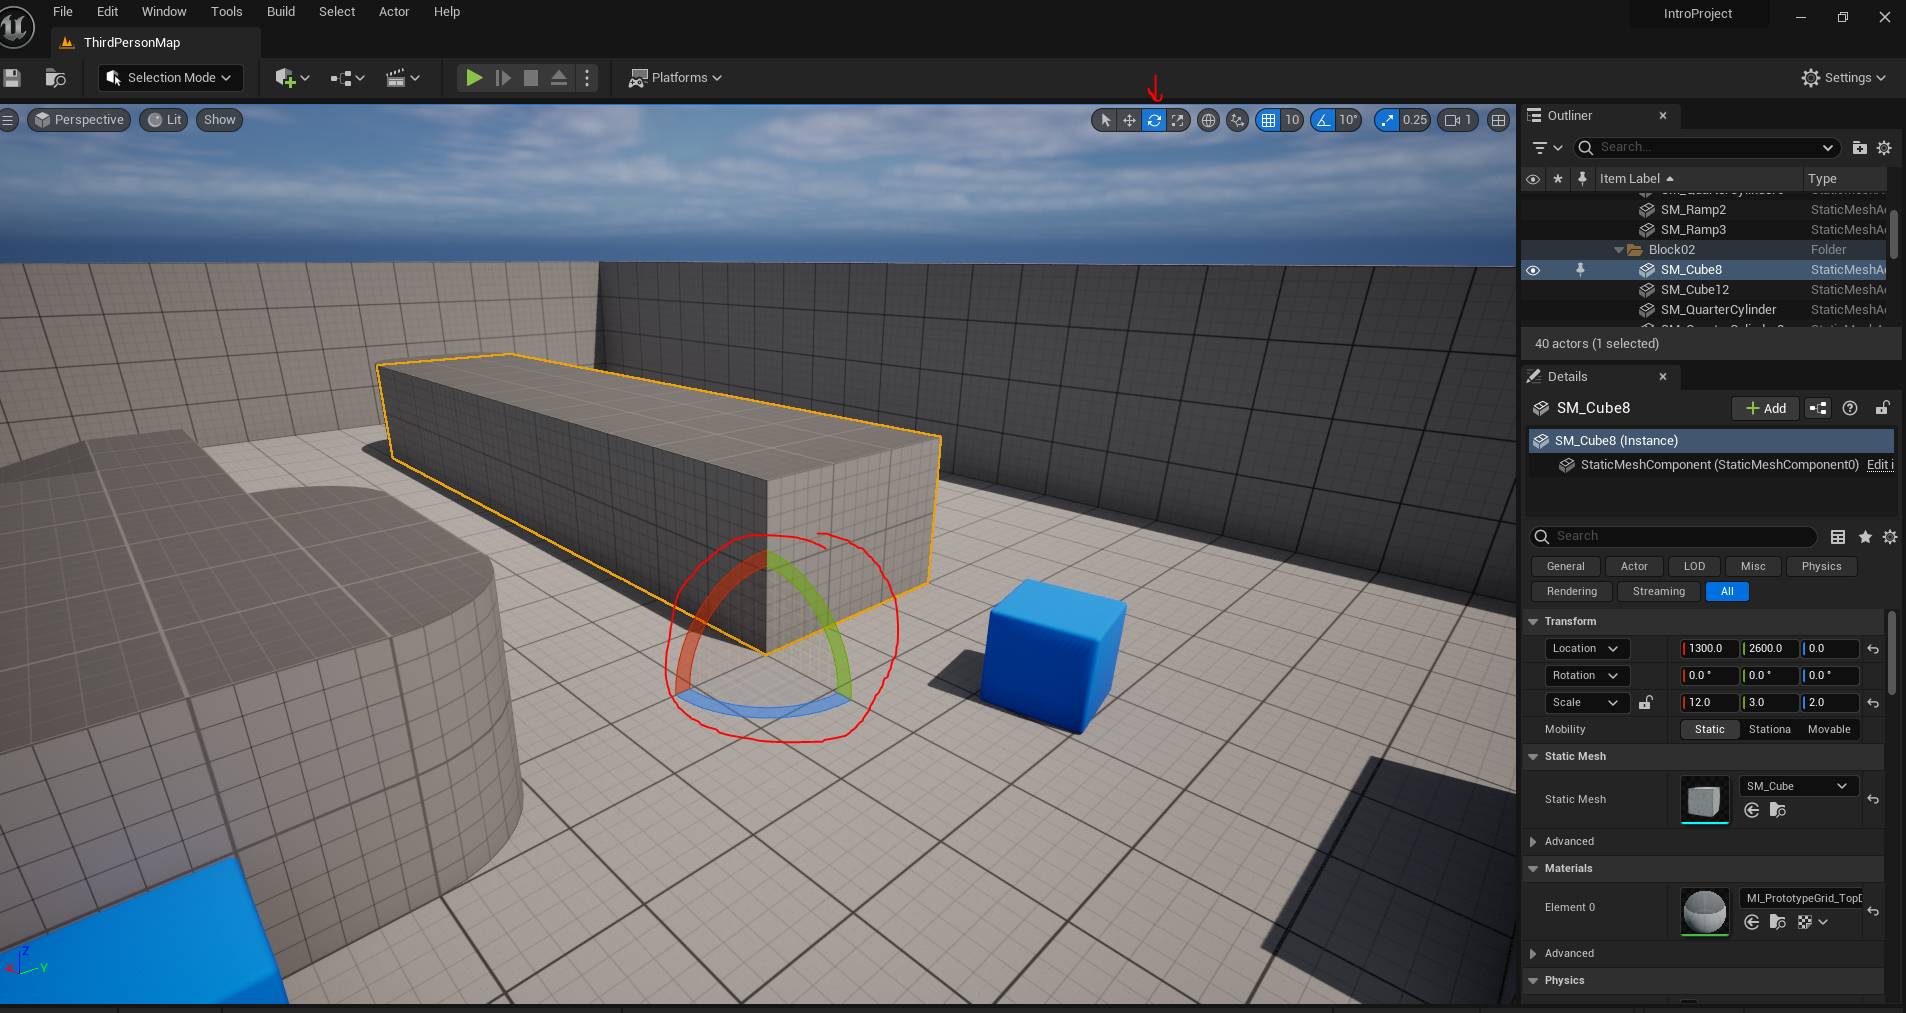 File Edit Window Tools Build Select Actor Help
IntroProject
ThirdPersonMap
Selection Mode
Platforms
Settings
Perspective Lit Show
10 10° 0.25 1
Outliner
Search...
Item Label Type
SM_Ramp2 StaticMeshA
SM_Ramp3 StaticMeshA
Block02 Folder
SM_Cube8 StaticMeshA
SM_Cube12 StaticMeshA
SM_QuarterCylinder StaticMeshA
40 actors (1 selected)
Details
SM_Cube8 Add
SM_Cube8 (Instance)
StaticMeshComponent (StaticMeshComponent0) Edit i
Search
General Actor LOD Misc Physics
Rendering Streaming All
Transform
Location 1300.0 2600.0 0.0
Rotation 0.0 ° 0.0 ° 0.0 °
Scale 12.0 3.0 2.0
Mobility Static Stationa Movable
Static Mesh
Static Mesh SM_Cube
Advanced
Materials
Element 0 MI_PrototypeGrid_TopD
Advanced
Physics
Z
X Y